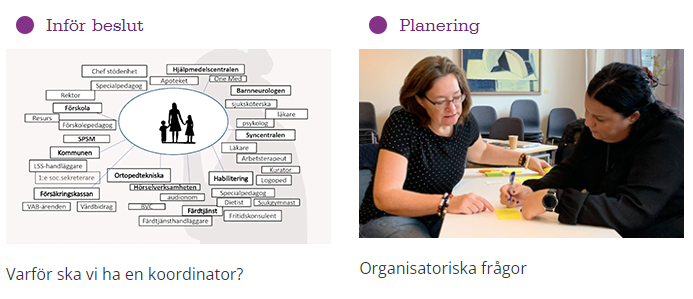 Inför beslut
Chef stödenhet
Hjälpmedelscentralen
Specialpedagog
Apoteket
One Med
Rektor
Barnneurologen
Förskola
sjuksköterska
Resurs
Förskolepedagog
läkare
psykolog
SPSM
Syncentralen
Kommunen
Läkare
LSS-handläggare
Arbetsterapeut
1:e soc.sekreterare
Ortopedtekniska
Habilitering
Kurator
Logoped
Försäkringskassan
Hörselverksamheten
Specialpedagog
VAB-ärenden
Vårdbidrag
audionom
Dietist
Sjukgymnast
BVC
Färdtjänst
Fritidskonsulent
Färdtjänsthandläggare
Varför ska vi ha en koordinator?
Planering
Organisatoriska frågor